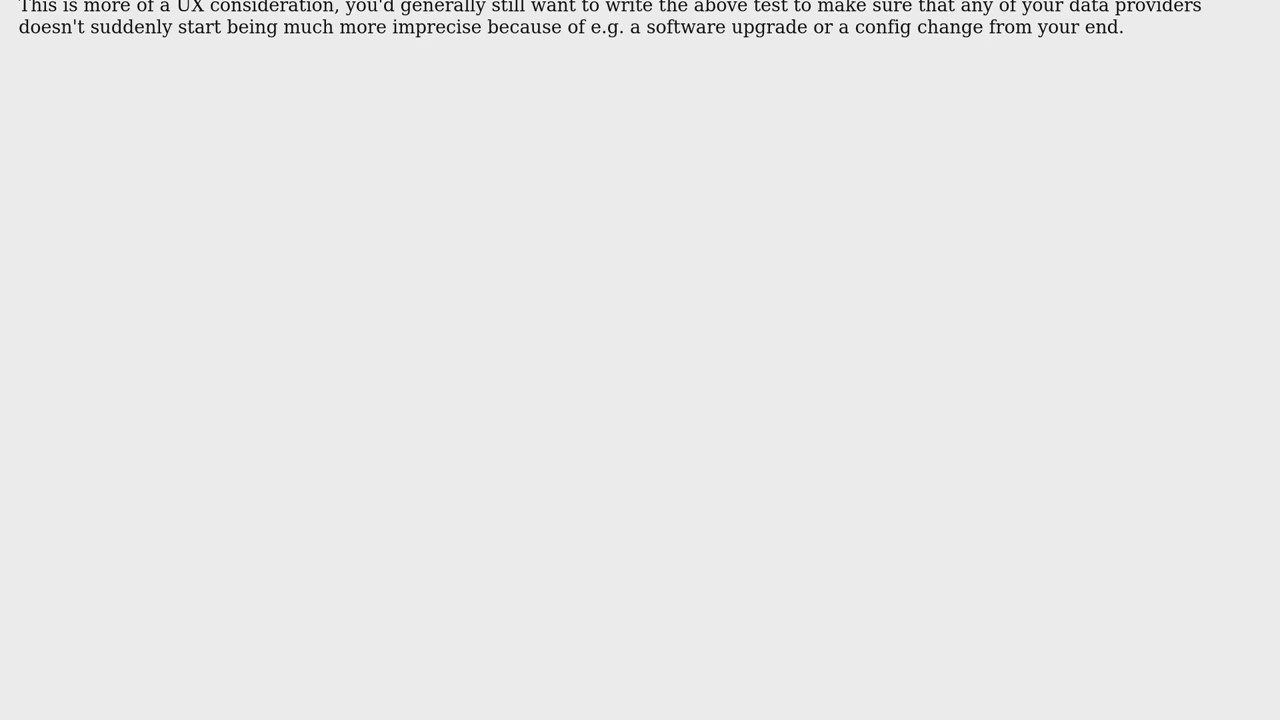 This is more of a UX consideration, you'd generally still want to write the above test to make sure that any of your data providers
doesn't suddenly start being much more imprecise because of e.g. a software upgrade or a config change from your end.